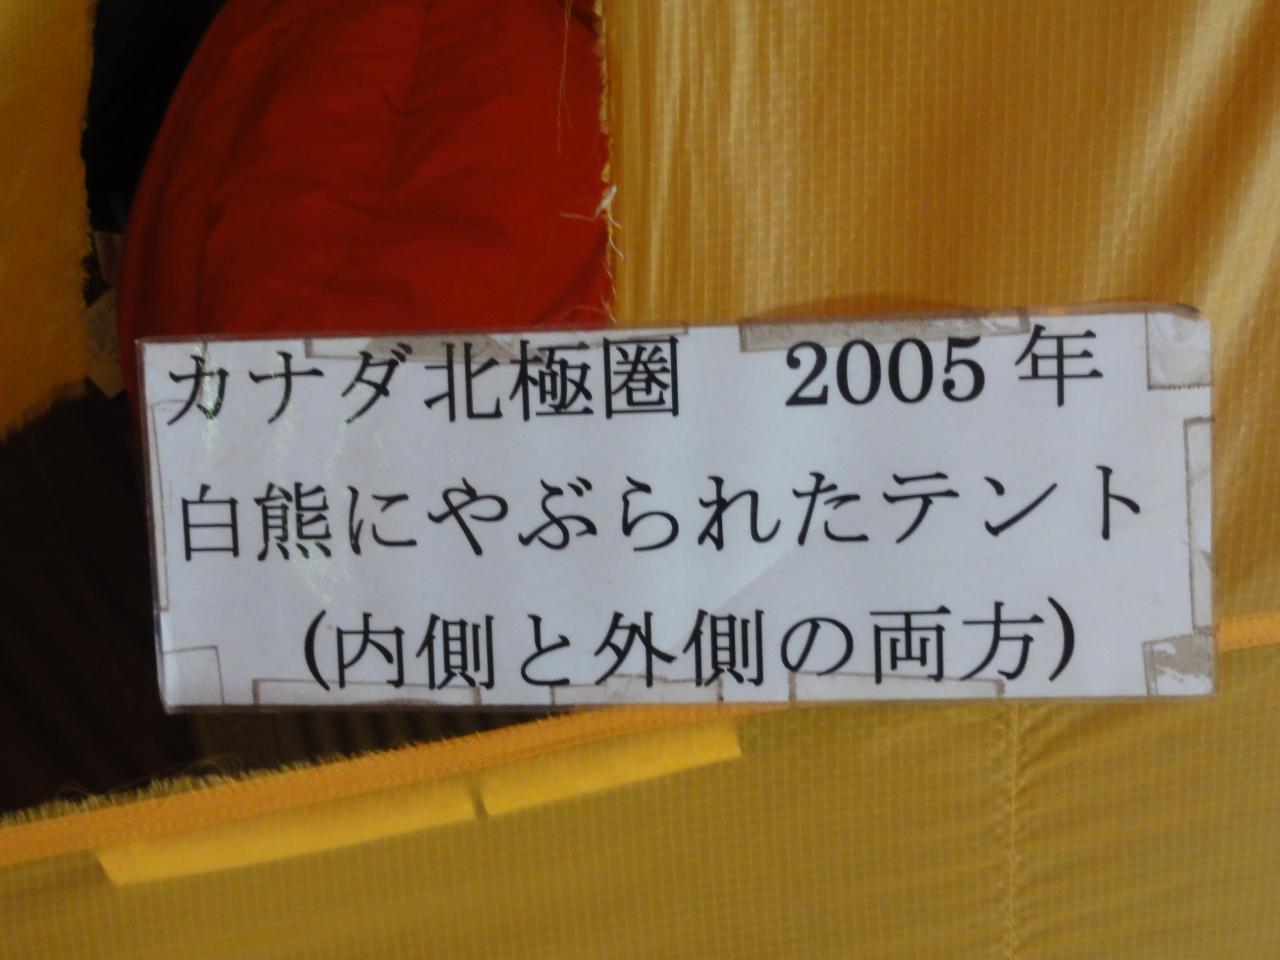 カナダ北極圏　2005年
白熊にやぶられたテント
(内側と外側の両方)